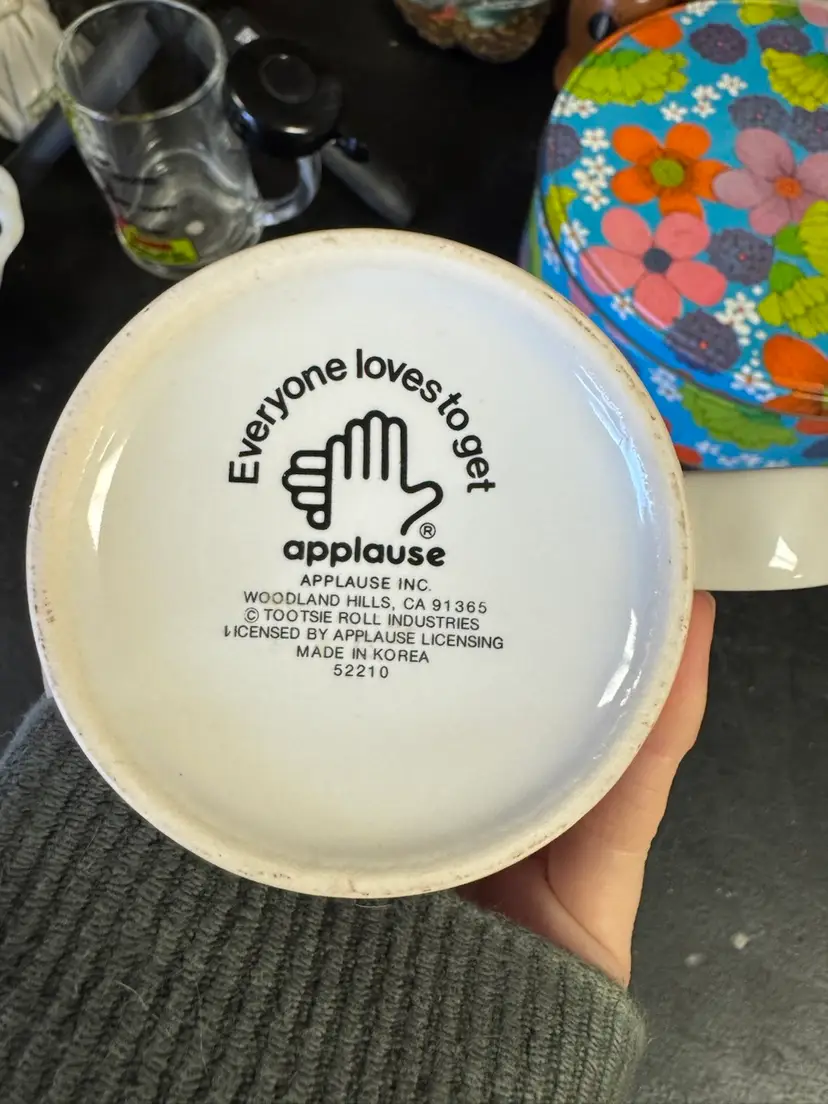 Everyone loves to get
®
applause
APPLAUSE INC.
WOODLAND HILLS, CA 91365
© TOOTSIE ROLL INDUSTRIES
LICENSED BY APPLAUSE LICENSING
MADE IN KOREA
52210